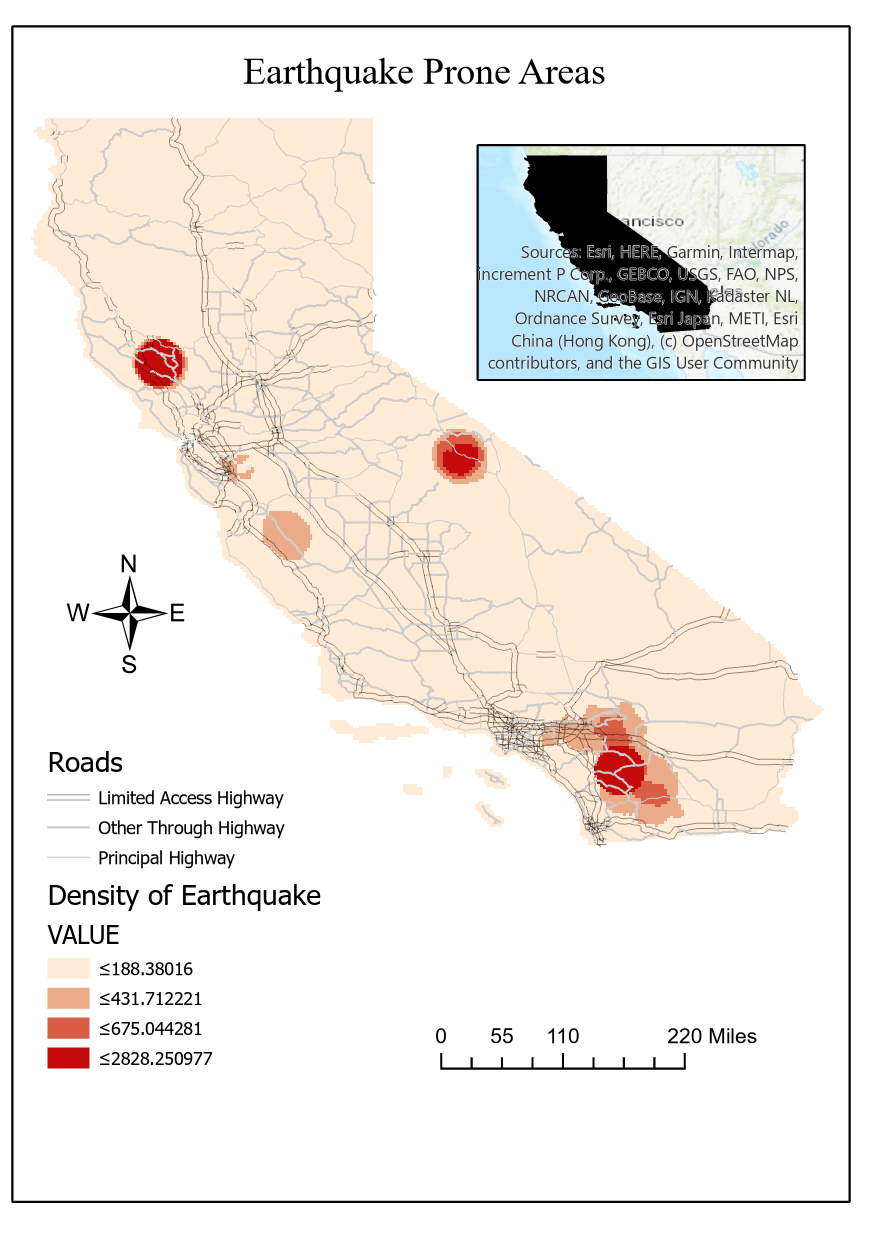 Earthquake Prone Areas
ancisco
Sources: Esri, HERE, Garmin, Intermap,
increment P Corp., GEBCO, USGS, FAO, NPS,
NRCAN, GeoBase, IGN, Kadaster NL,
Ordnance Survey, Esri Japan, METI, Esri
China (Hong Kong), (c) OpenStreetMap
contributors, and the GIS User Community
N
W E
S
Roads
Limited Access Highway
Other Through Highway
Principal Highway
Density of Earthquake
VALUE
≤188.38016
≤431.712221
≤675.044281
≤2828.250977
0 55 110 220 Miles